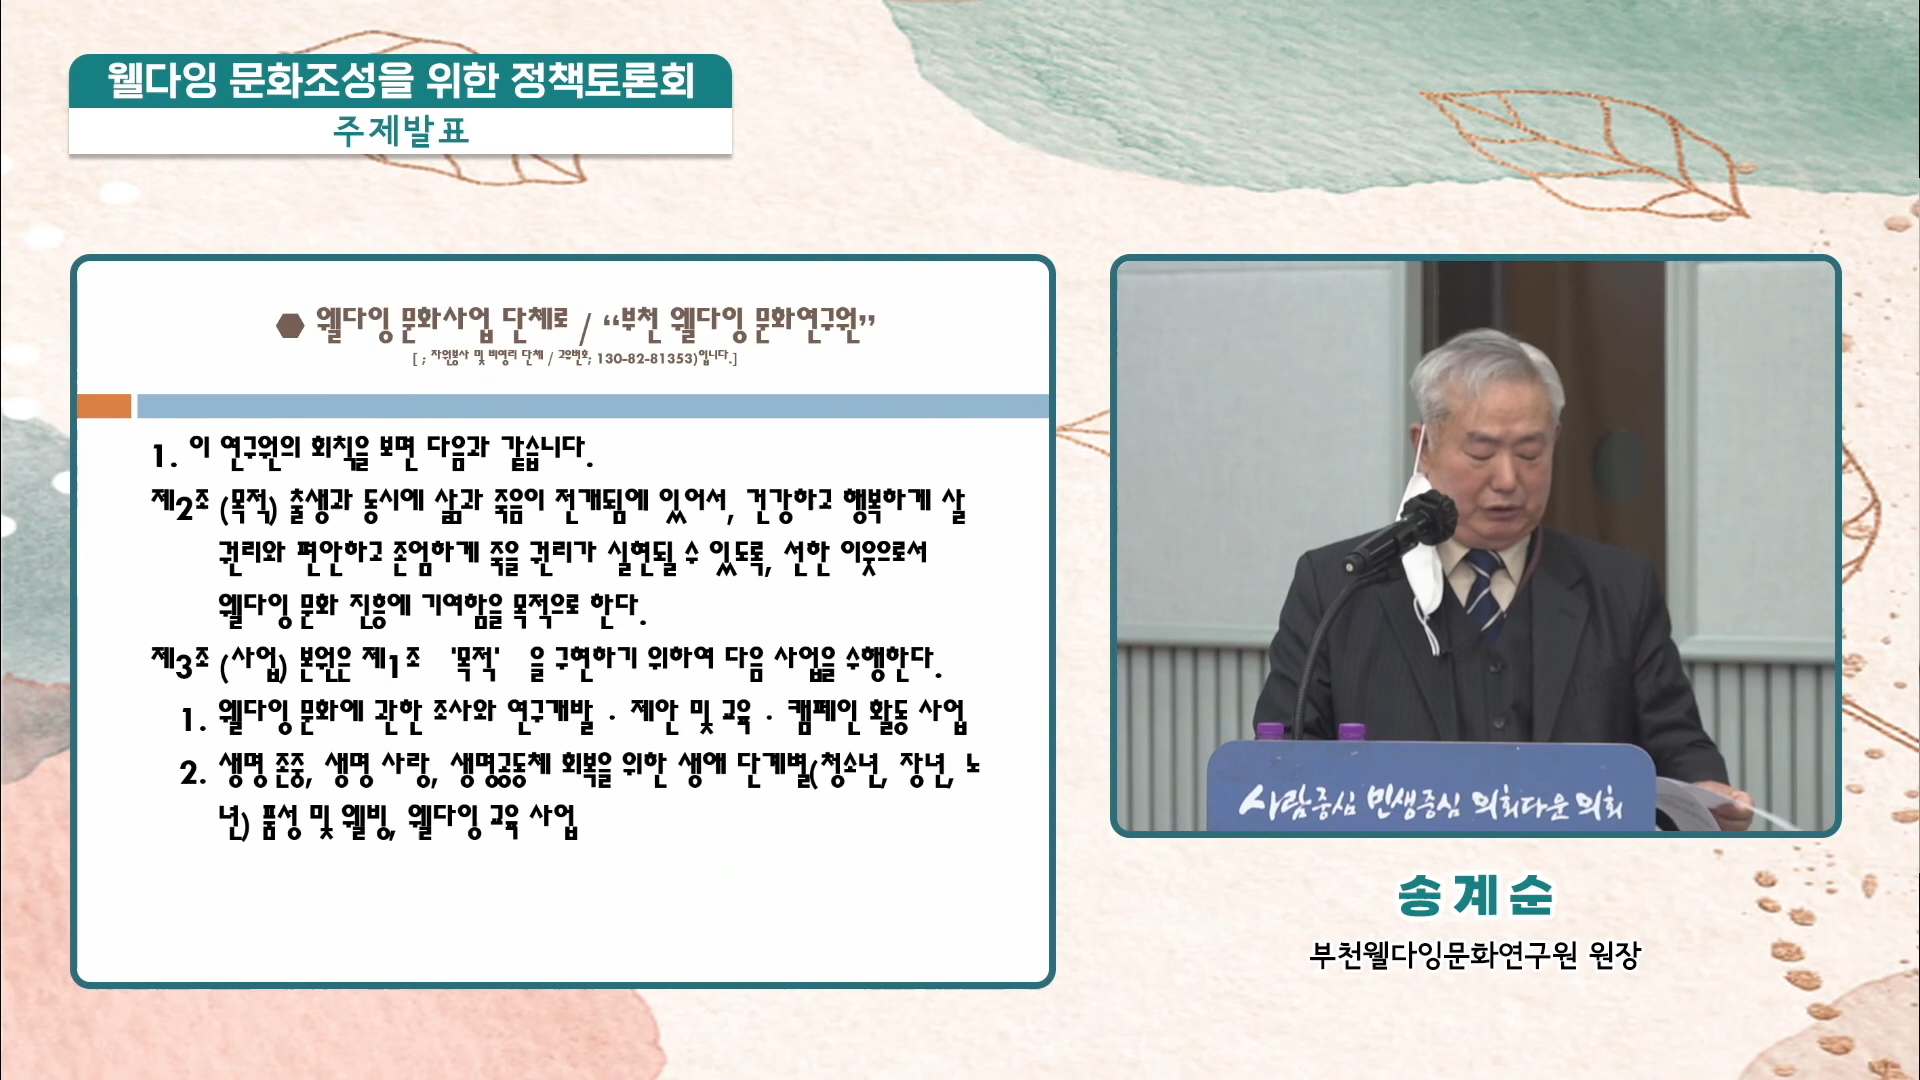 웰다잉 문화조성을 위한 정책토론회
주제발표
웰다잉 문화사업 단체로 / “부천 웰다잉 문화연구원”
[ ; 자원봉사 및 비영리 단체 / 고유번호; 130-82-81353)입니다.]
1. 이 연구원의 회칙을 보면 다음과 같습니다.
제2조 (목적) 출생과 동시에 삶과 죽음이 전개됨에 있어서, 건강하고 행복하게 살
권리와 편안하고 존엄하게 죽을 권리가 실현될 수 있도록, 선한 이웃으로서
웰다잉 문화 진흥에 기여함을 목적으로 한다.
제3조 (사업) 본원은 제1조 '목적' 을 구현하기 위하여 다음 사업을 수행한다.
1. 웰다잉 문화에 관한 조사와 연구개발 · 제안 및 교육 · 캠페인 활동 사업
2. 생명 존중, 생명 사랑, 생명공동체 회복을 위한 생애 단계별(청소년, 장년, 노
년) 품성 및 웰빙, 웰다잉 교육 사업
사람중심 민생중심 의회다운 의회
송계순
부천웰다잉문화연구원 원장